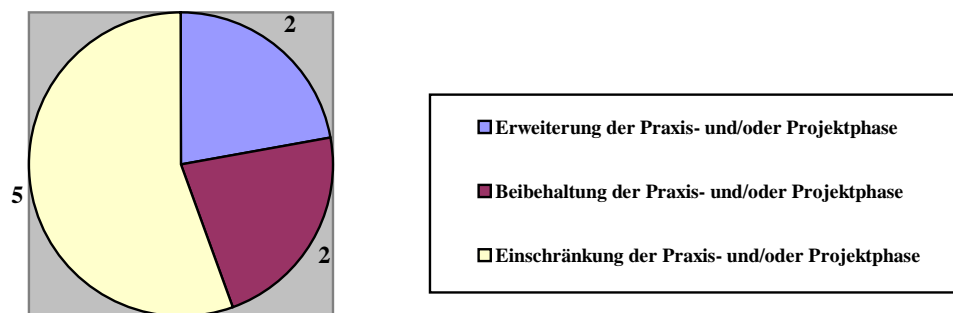 2
5
2
Erweiterung der Praxis- und/oder Projektphase
Beibehaltung der Praxis- und/oder Projektphase
Einschränkung der Praxis- und/oder Projektphase